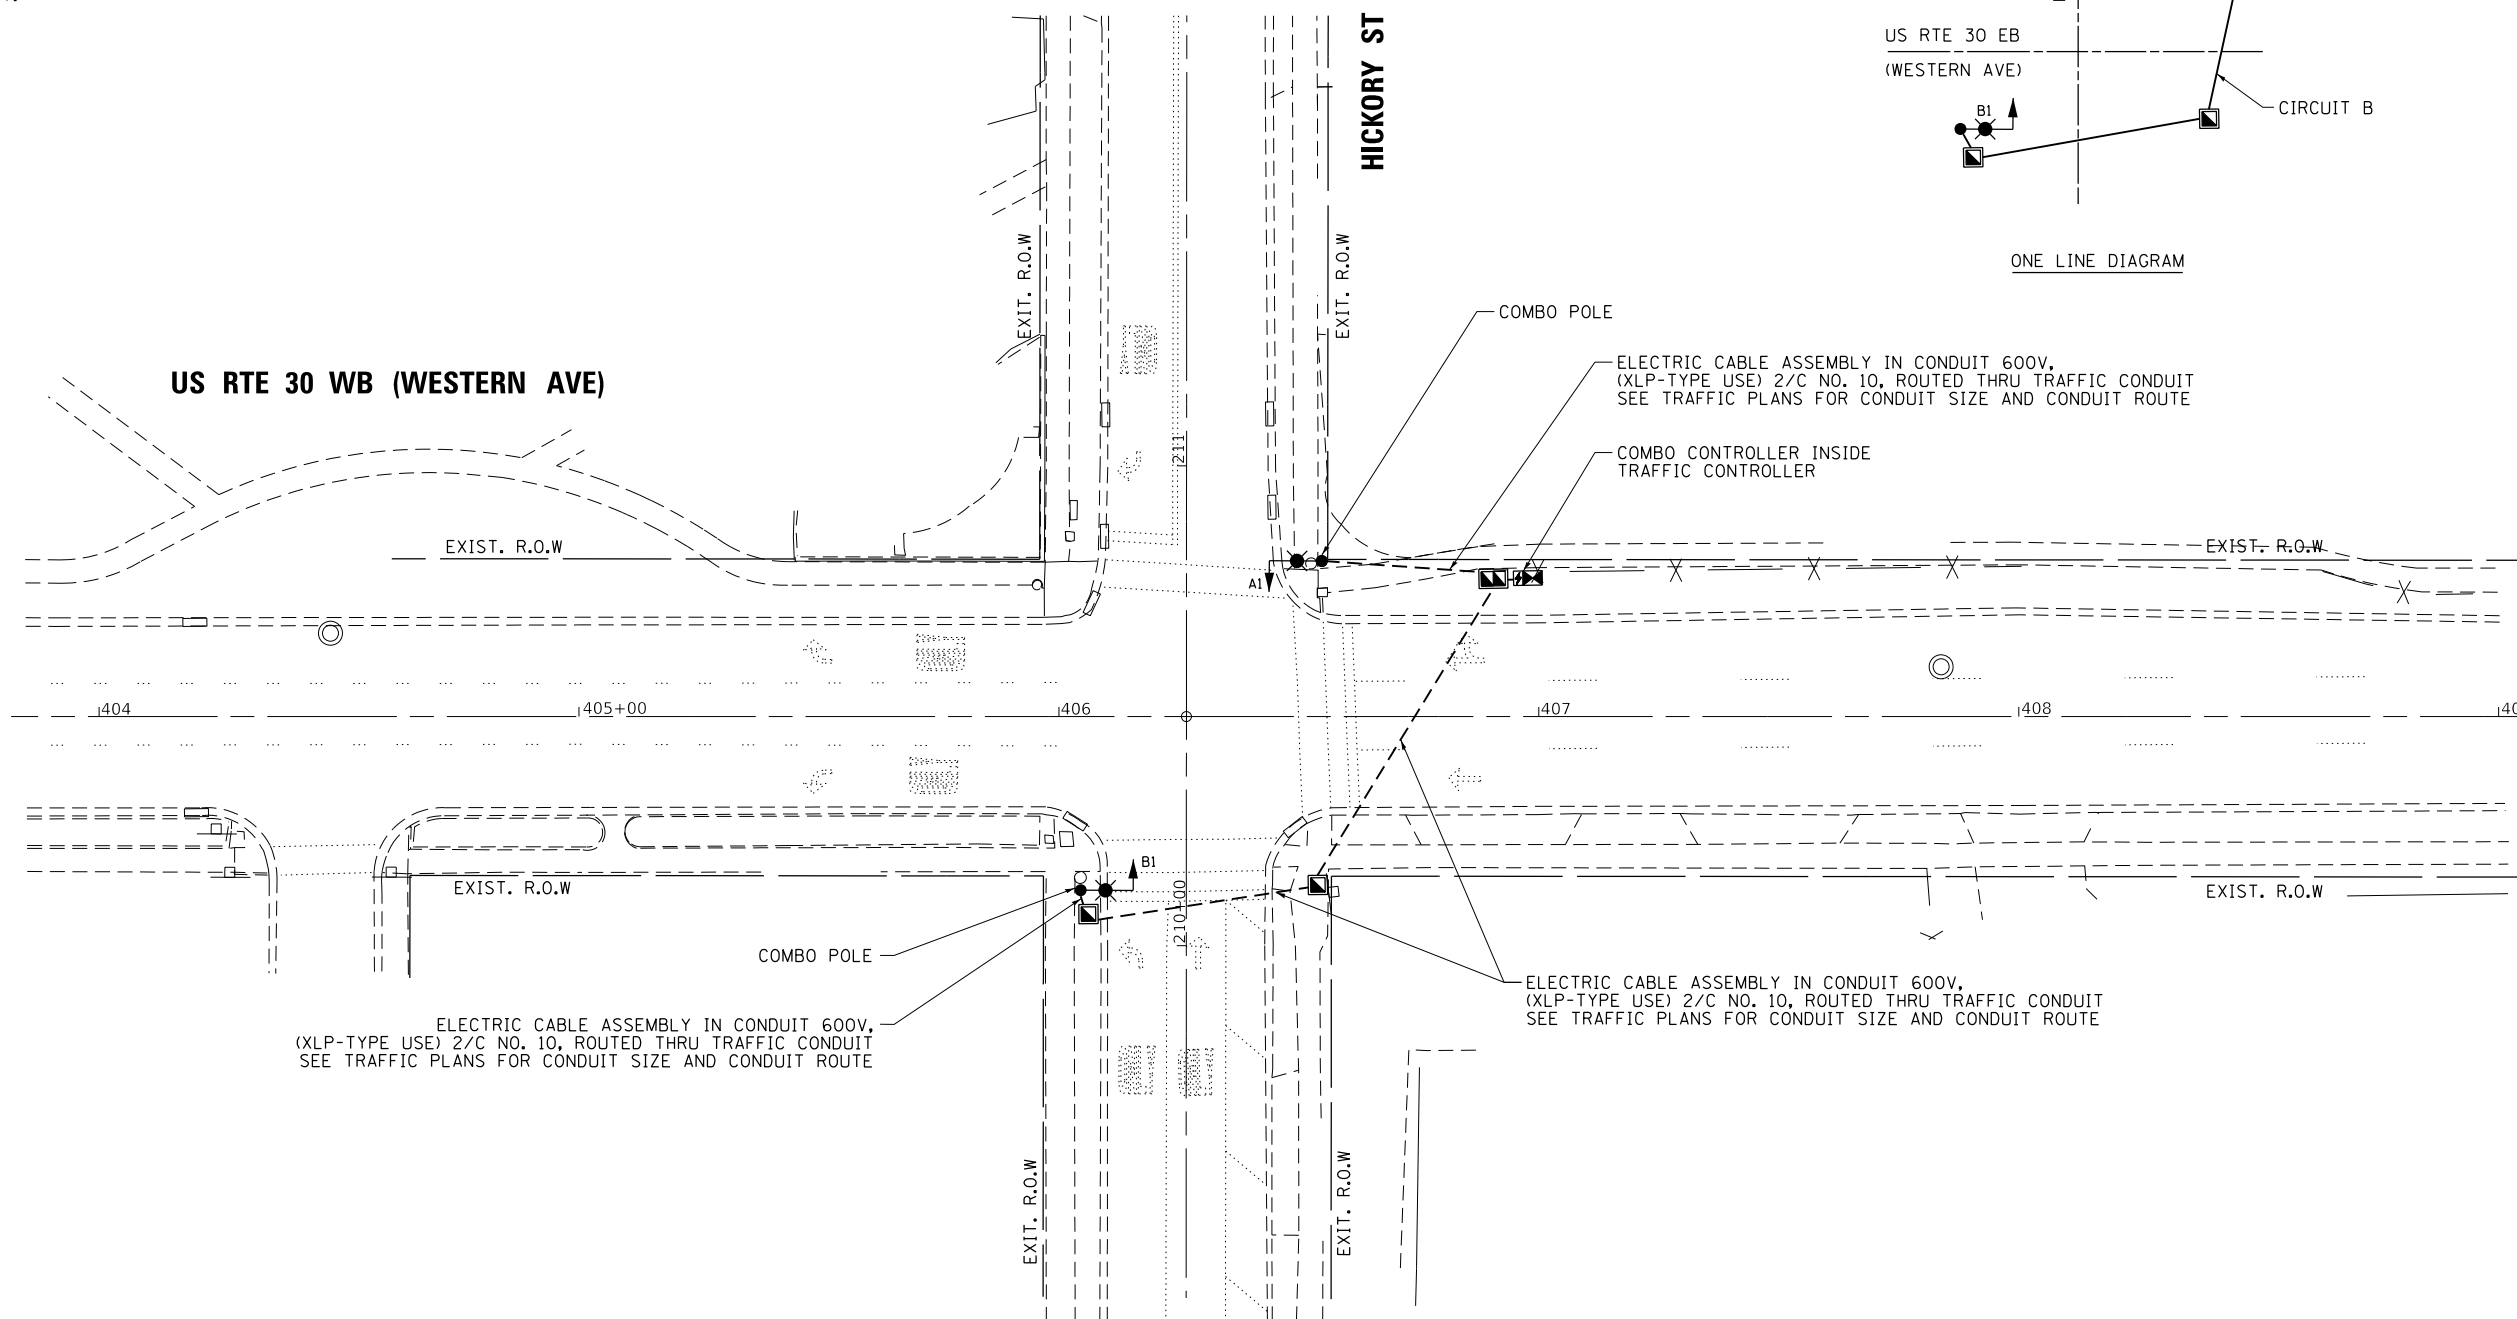 US RTE 30 EB
(WESTERN AVE)
B1
CIRCUIT B
ONE LINE DIAGRAM
HICKORY ST
EXIT. R.O.W
EXIT. R.O.W
COMBO POLE
ELECTRIC CABLE ASSEMBLY IN CONDUIT 600V,
(XLP-TYPE USE) 2/C NO. 10, ROUTED THRU TRAFFIC CONDUIT
SEE TRAFFIC PLANS FOR CONDUIT SIZE AND CONDUIT ROUTE
US RTE 30 WB (WESTERN AVE)
COMBO CONTROLLER INSIDE
TRAFFIC CONTROLLER
211
EXIST. R.O.W
EXIST. R.O.W
A1
404
405+00
406
407
408
B1
EXIST. R.O.W
EXIST. R.O.W
210+00
COMBO POLE
ELECTRIC CABLE ASSEMBLY IN CONDUIT 600V,
(XLP-TYPE USE) 2/C NO. 10, ROUTED THRU TRAFFIC CONDUIT
SEE TRAFFIC PLANS FOR CONDUIT SIZE AND CONDUIT ROUTE
ELECTRIC CABLE ASSEMBLY IN CONDUIT 600V,
(XLP-TYPE USE) 2/C NO. 10, ROUTED THRU TRAFFIC CONDUIT
SEE TRAFFIC PLANS FOR CONDUIT SIZE AND CONDUIT ROUTE
EXIT. R.O.W
EXIT. R.O.W